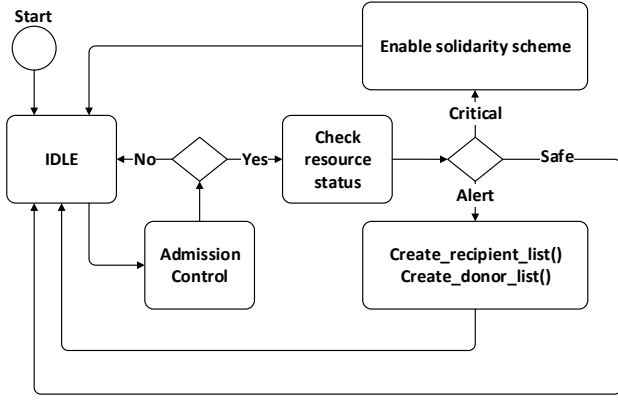 Start
Enable solidarity scheme
Critical
IDLE
No
Yes
Check
resource
status
Safe
Alert
Admission
Control
Create_recipient_list()
Create_donor_list()